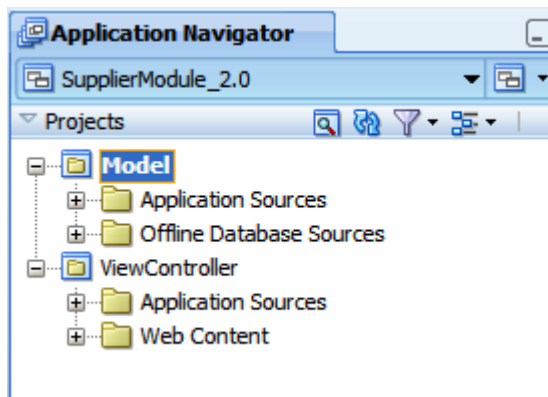 Application Navigator
SupplierModule_2.0
Projects
Model
Application Sources
Offline Database Sources
ViewController
Application Sources
Web Content